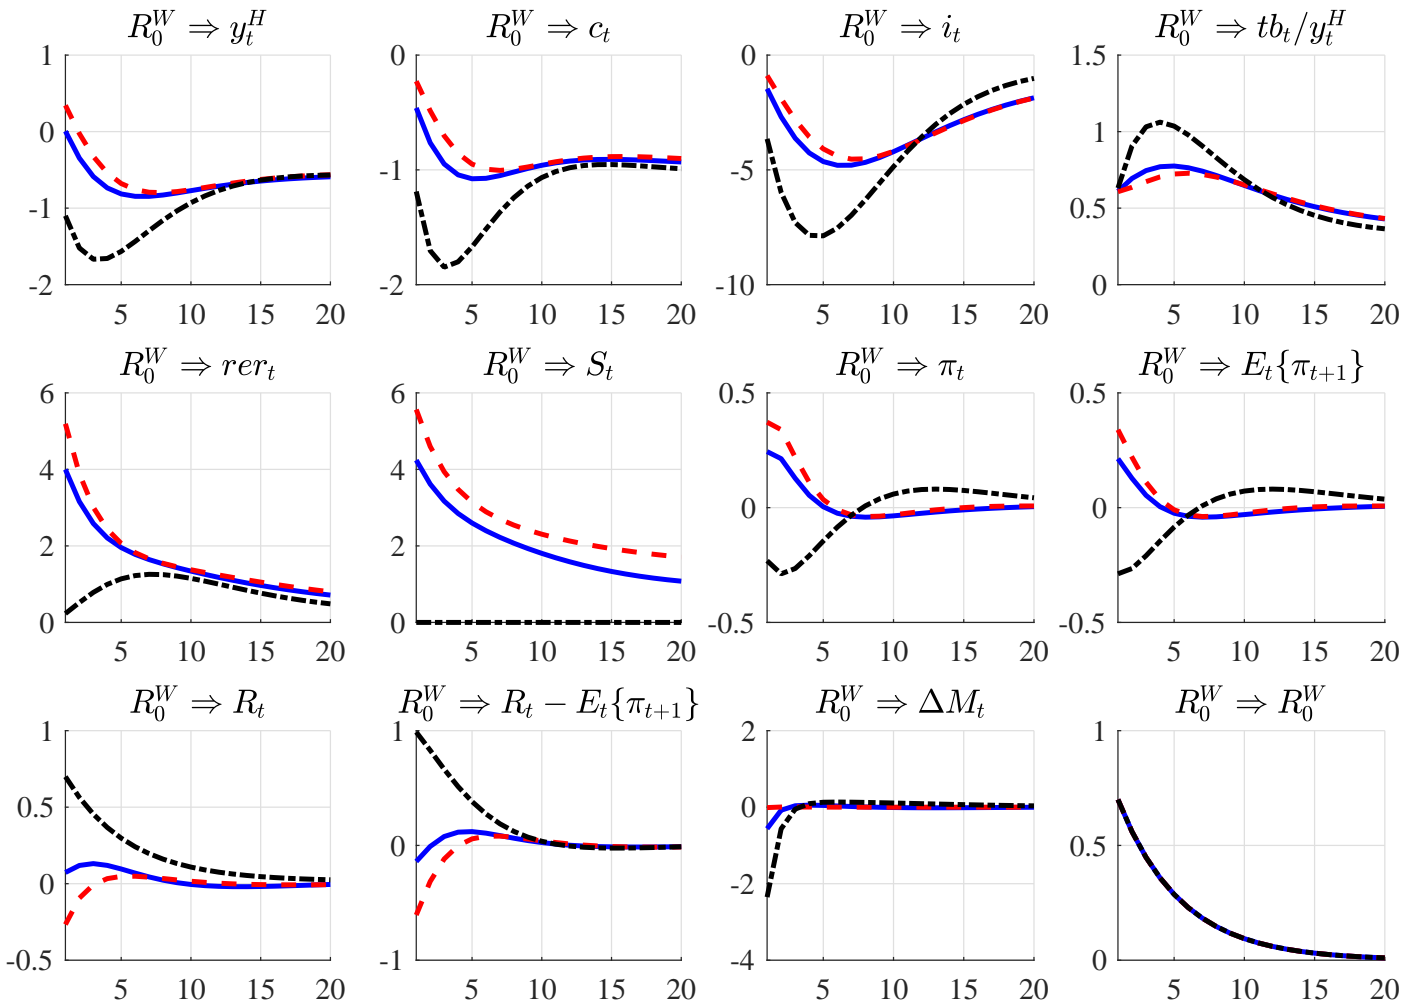 R_0^W ⇒ y_t^H
R_0^W ⇒ c_t
R_0^W ⇒ i_t
R_0^W ⇒ tb_t/y_t^H
1
0
-1
-2
5 10 15 20
0
-1
-2
5 10 15 20
0
-5
-10
5 10 15 20
1.5
1
0.5
0
5 10 15 20
R_0^W ⇒ rer_t
R_0^W ⇒ S_t
R_0^W ⇒ π_t
R_0^W ⇒ E_t{π_{t+1}}
6
4
2
0
5 10 15 20
6
4
2
0
5 10 15 20
0.5
0
-0.5
5 10 15 20
0.5
0
-0.5
5 10 15 20
R_0^W ⇒ R_t
R_0^W ⇒ R_t − E_t{π_{t+1}}
R_0^W ⇒ ΔM_t
R_0^W ⇒ R_0^W
1
0.5
0
-0.5
5 10 15 20
1
0
-1
5 10 15 20
2
0
-2
-4
5 10 15 20
1
0.5
0
5 10 15 20